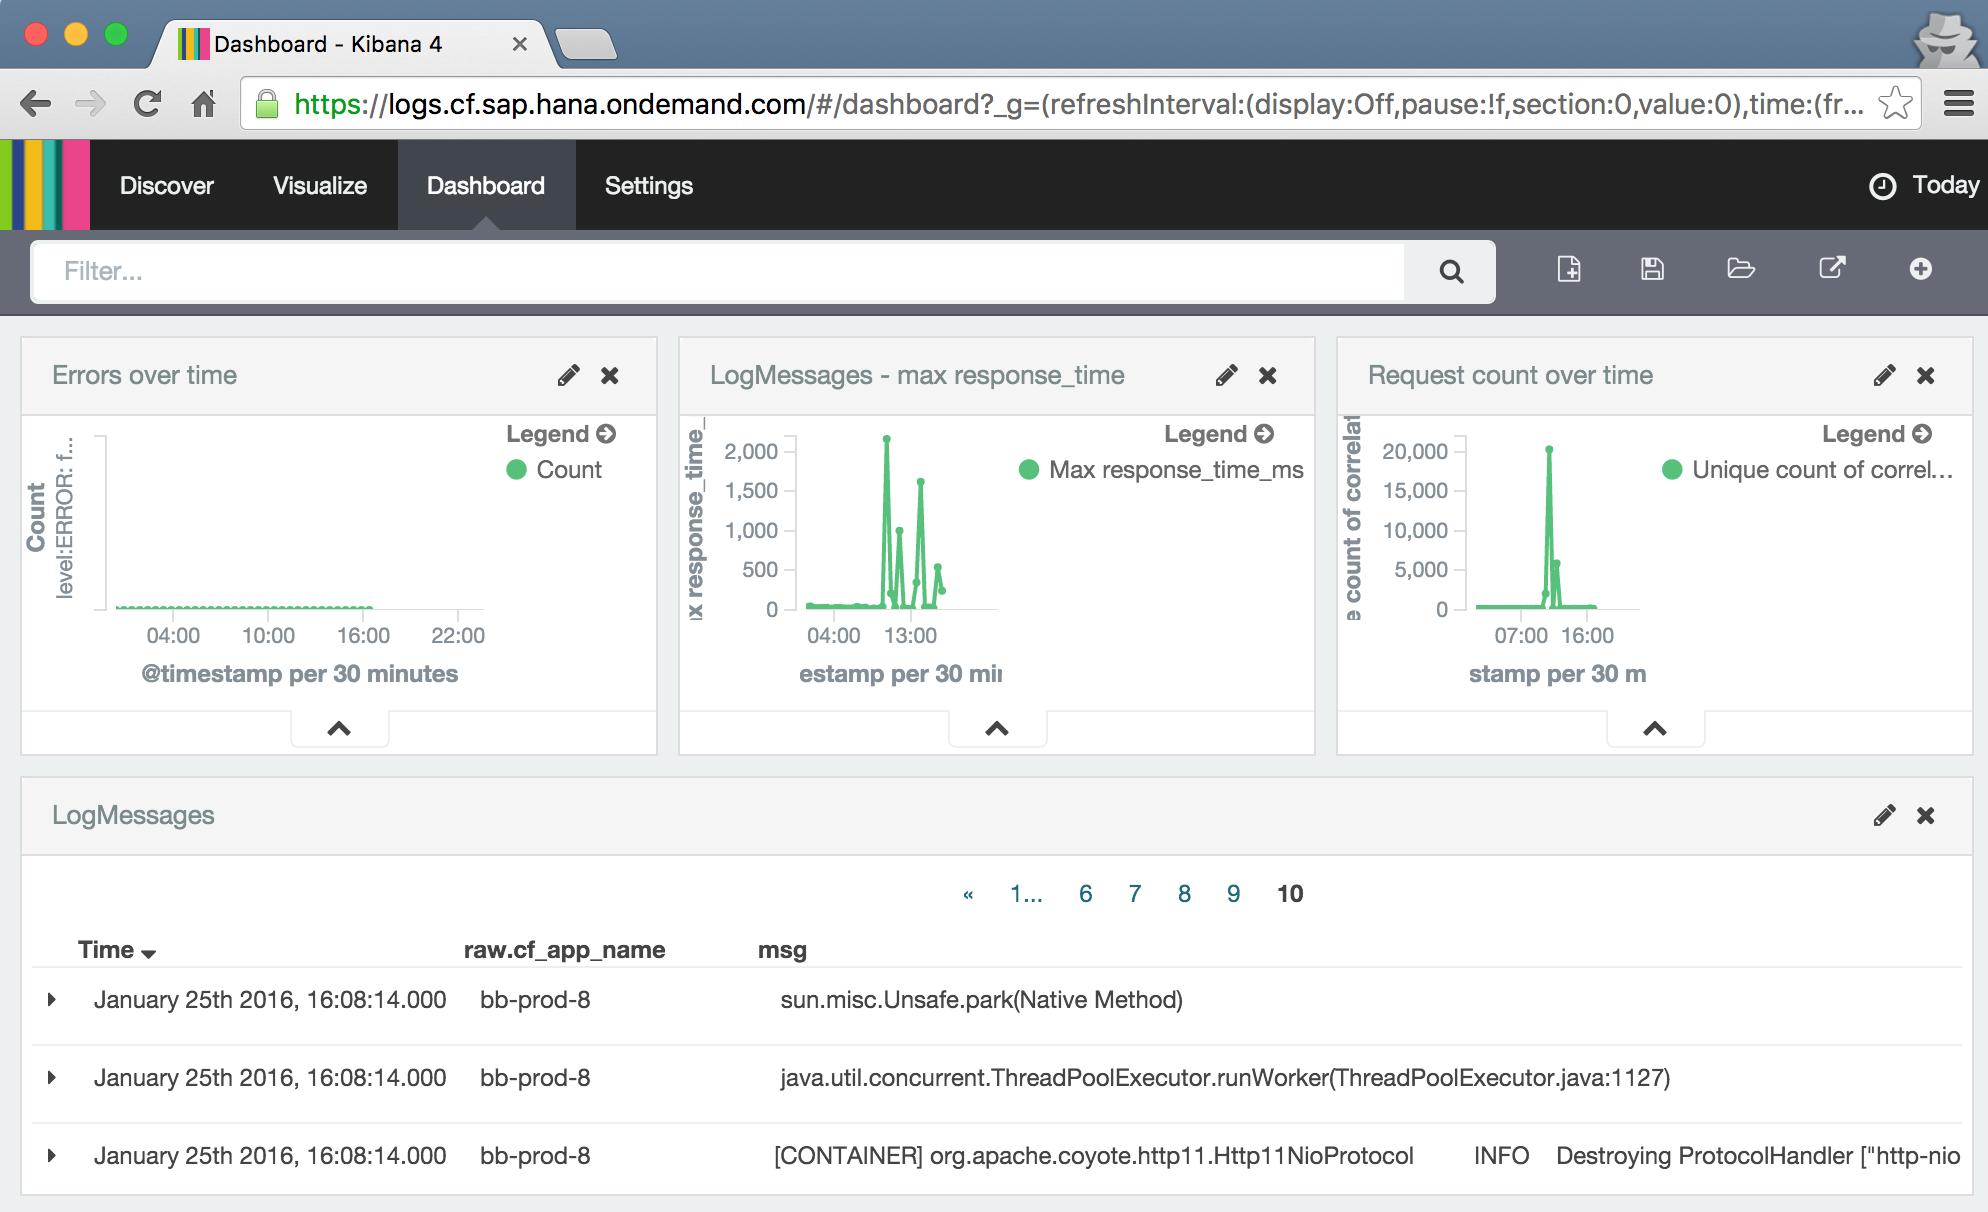 Dashboard - Kibana 4
https://logs.cf.sap.hana.ondemand.com/#/dashboard?_g=(refreshInterval:(display:Off,pause:!f,section:0,value:0),time:(fr...
Discover Visualize Dashboard Settings Today
Filter...
Errors over time
Legend
Count
Count
level:ERROR: f...
04:00 10:00 16:00 22:00
@timestamp per 30 minutes
LogMessages - max response_time
Legend
Max response_time_ms
response_time_
2,000
1,500
1,000
500
0
04:00 13:00
estamp per 30 min
Request count over time
Legend
Unique count of correl...
e count of correlat
20,000
15,000
10,000
5,000
0
07:00 16:00
stamp per 30 m
LogMessages
« 1... 6 7 8 9 10
Time raw.cf_app_name msg
January 25th 2016, 16:08:14.000 bb-prod-8 sun.misc.Unsafe.park(Native Method)
January 25th 2016, 16:08:14.000 bb-prod-8 java.util.concurrent.ThreadPoolExecutor.runWorker(ThreadPoolExecutor.java:1127)
January 25th 2016, 16:08:14.000 bb-prod-8 [CONTAINER] org.apache.coyote.http11.Http11NioProtocol INFO Destroying ProtocolHandler ["http-nio